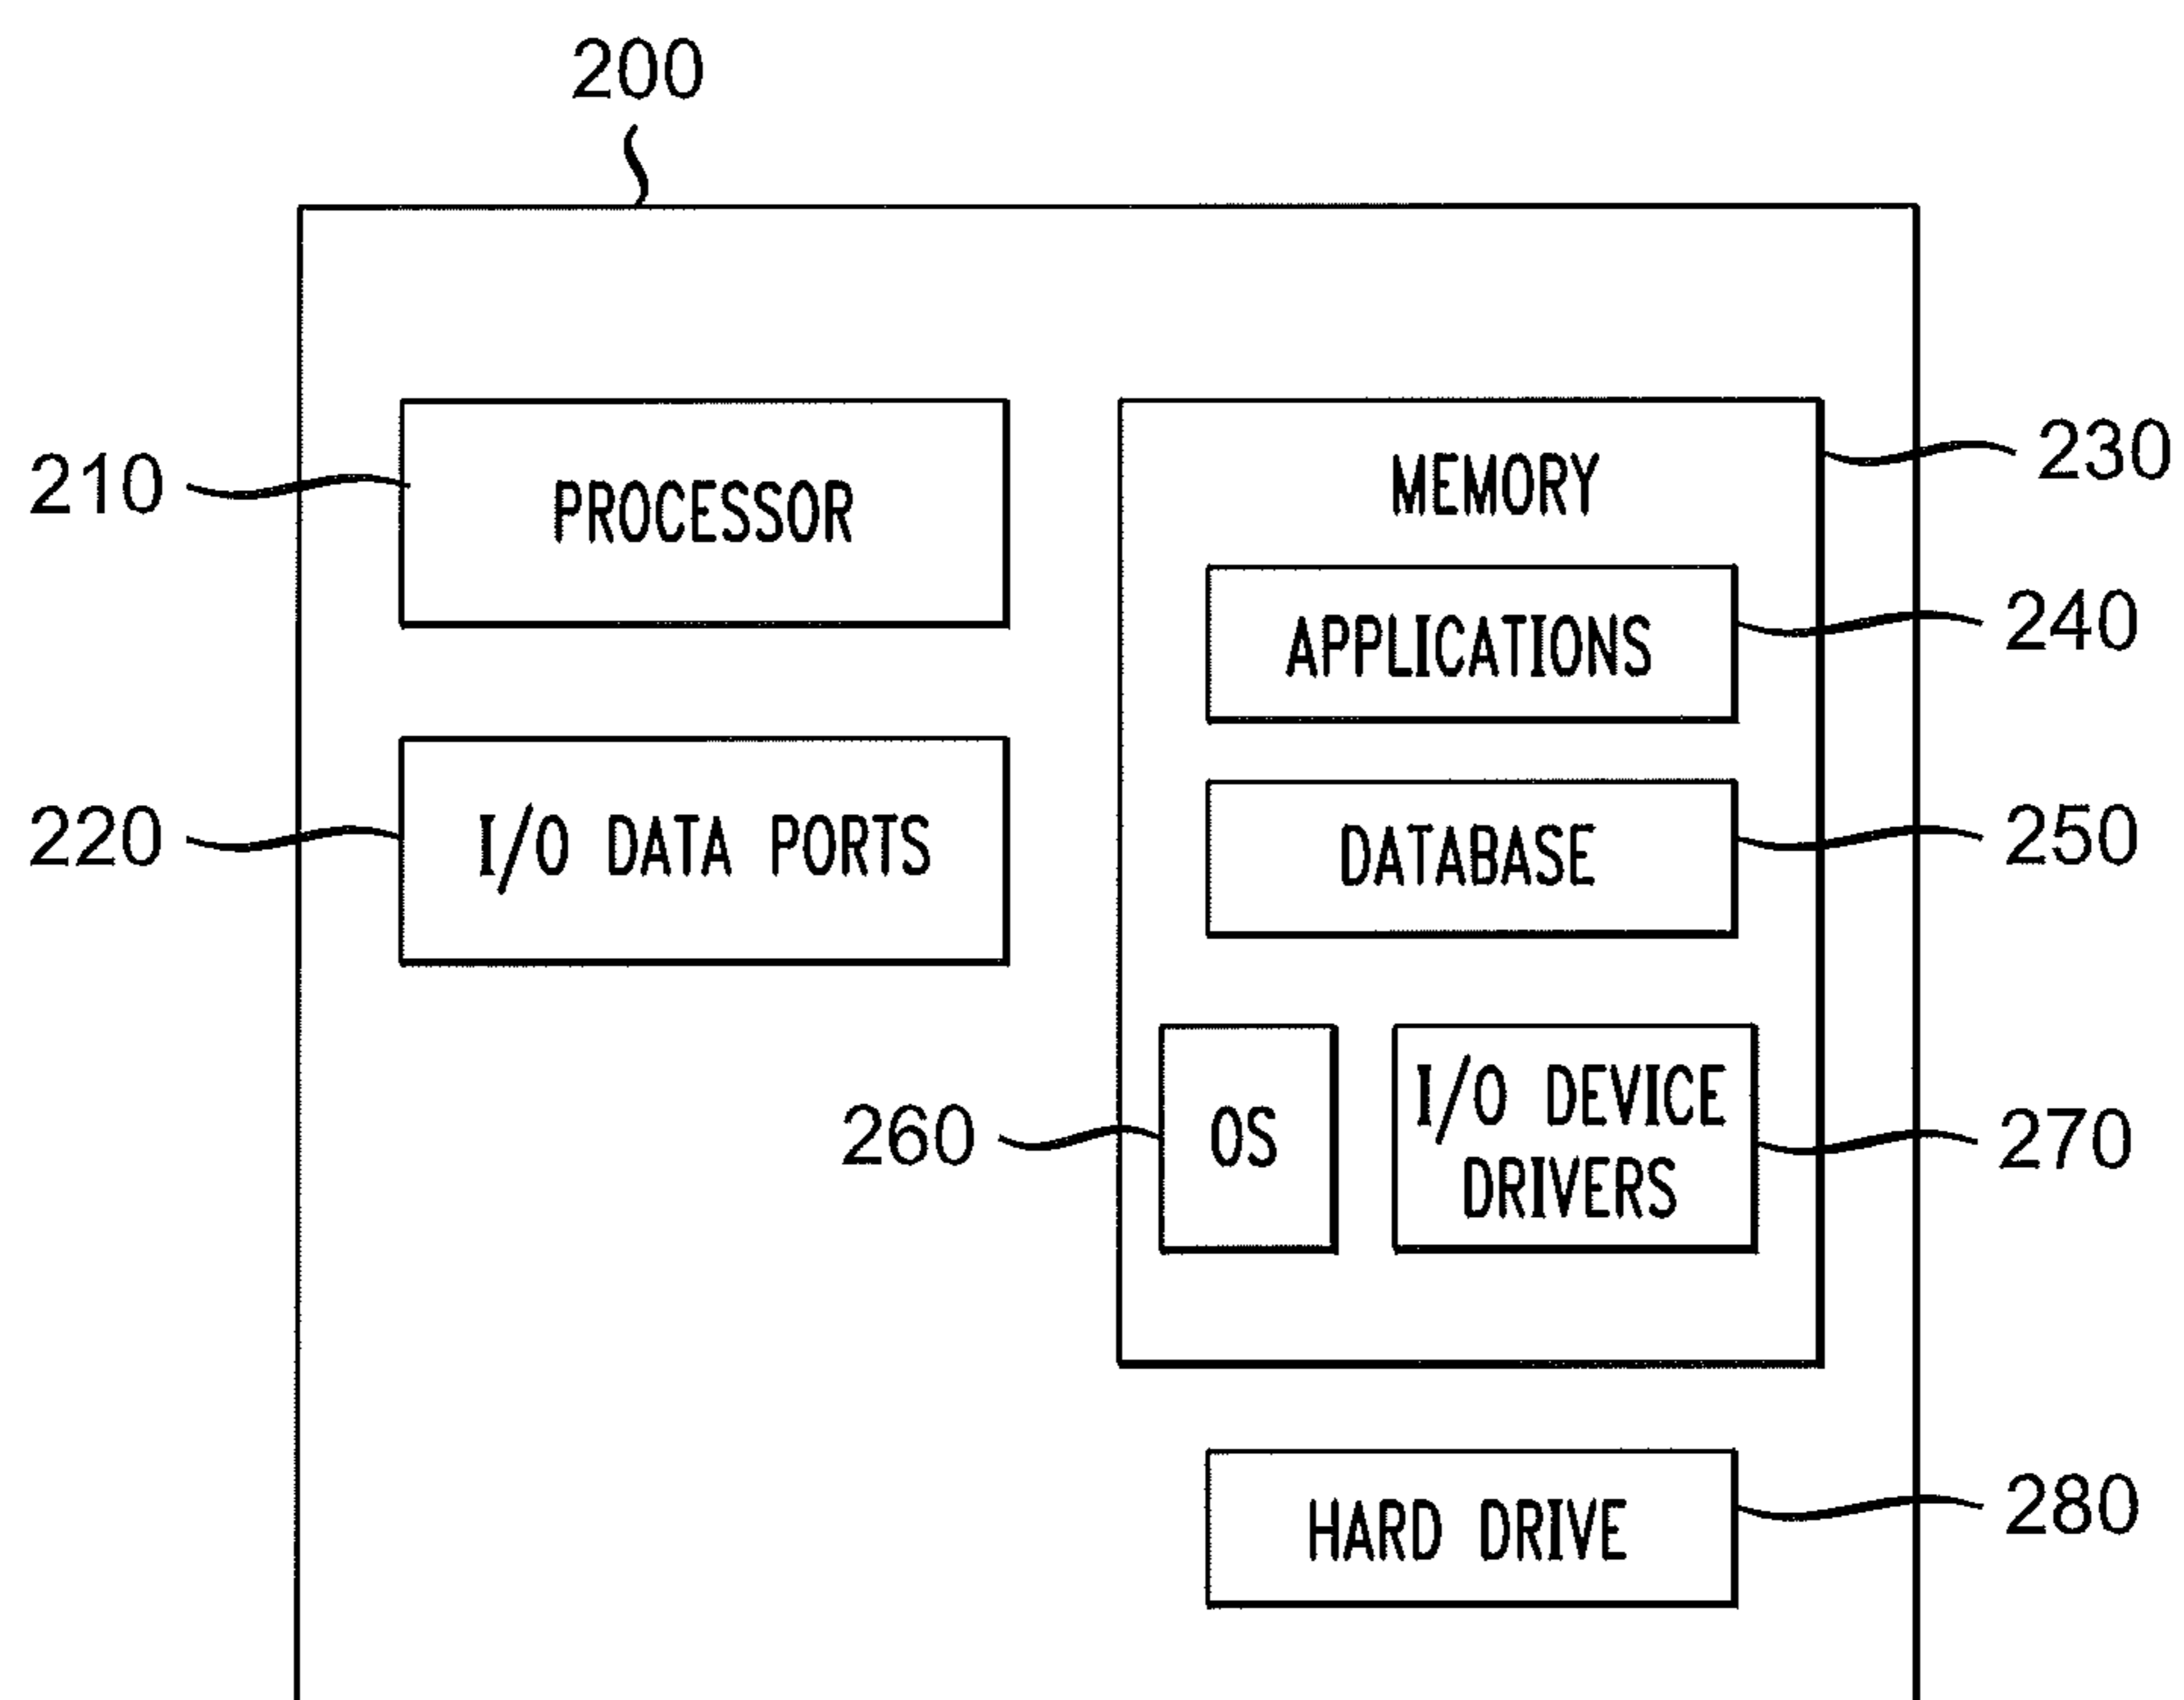 200
210
PROCESSOR
MEMORY
230
APPLICATIONS
240
220
I/O DATA PORTS
DATABASE
250
260
OS
I/O DEVICE
DRIVERS
270
HARD DRIVE
280